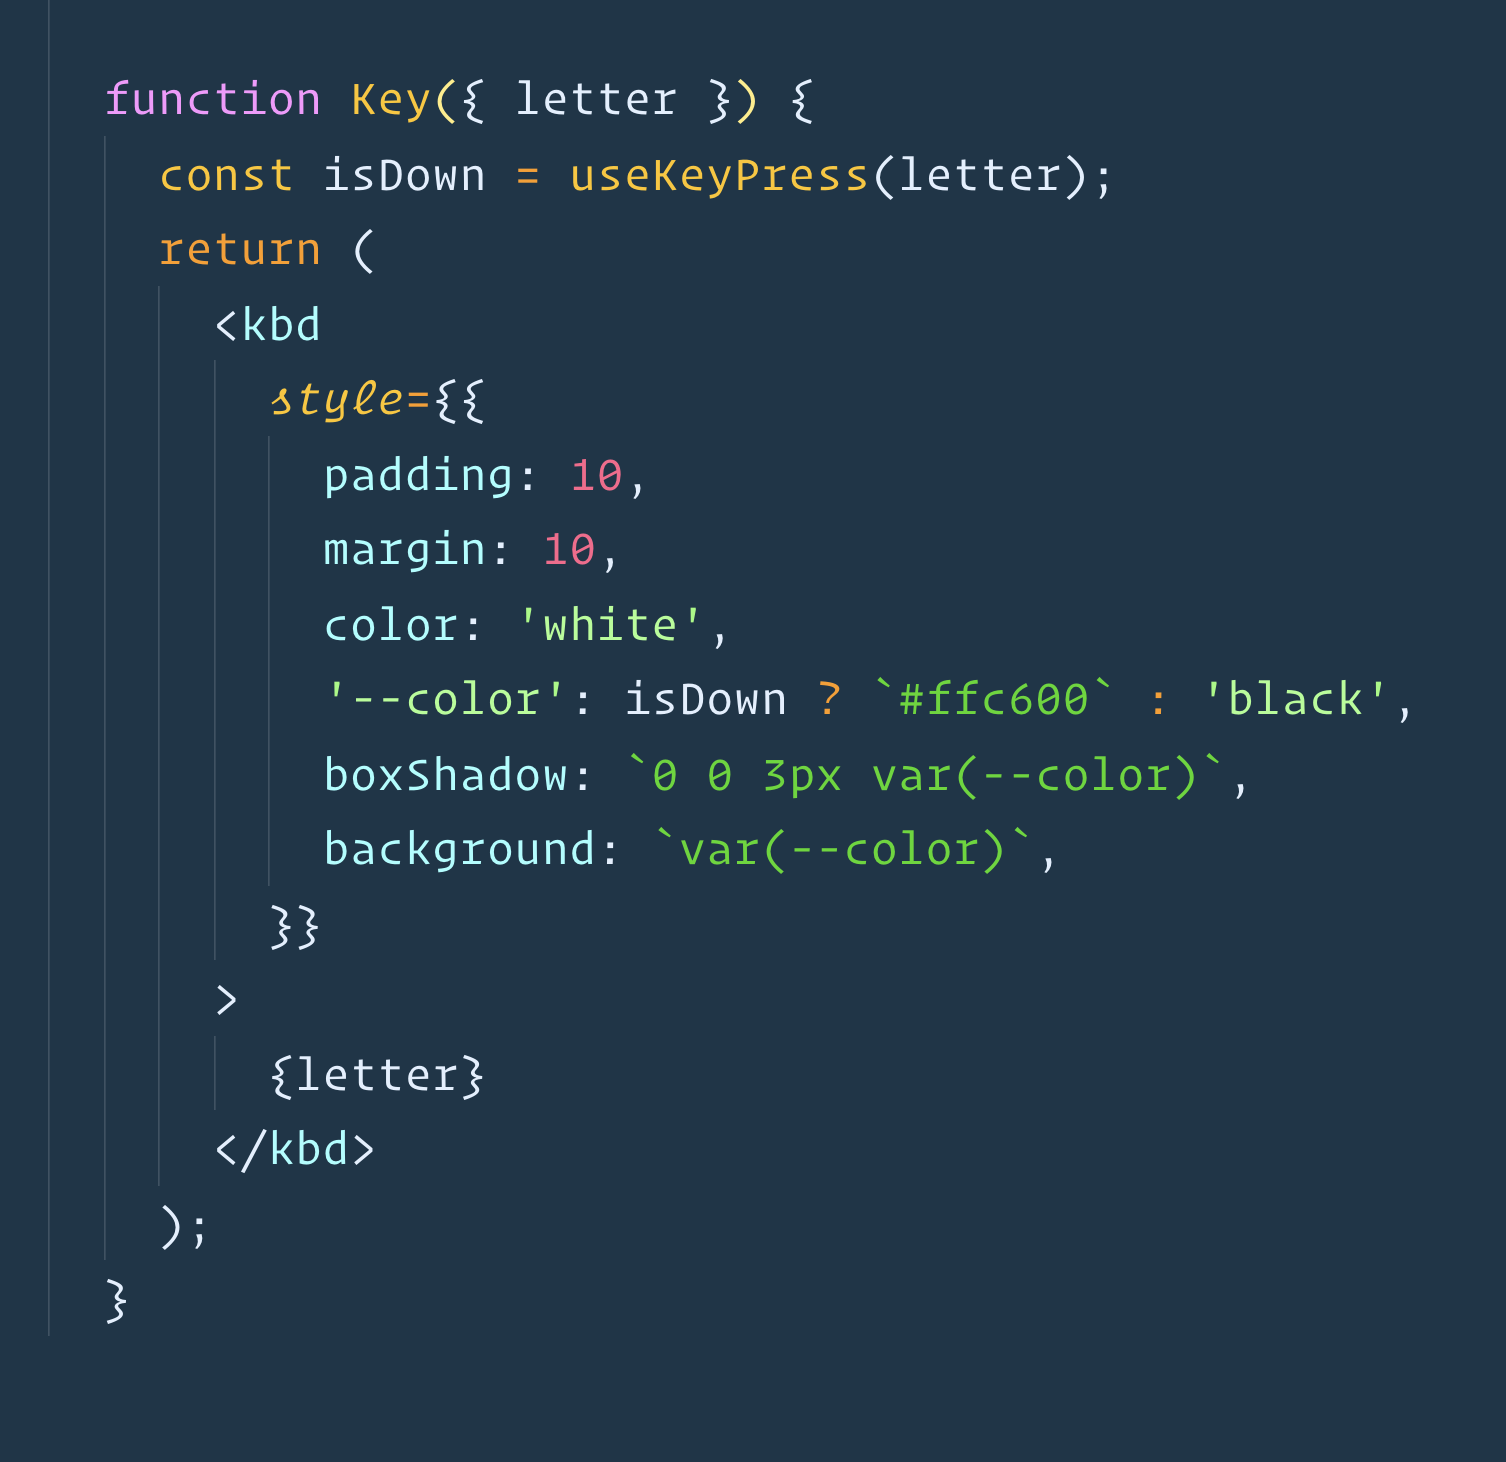 function Key({ letter }) {
  const isDown = useKeyPress(letter);
  return (
    <kbd
      style={{
        padding: 10,
        margin: 10,
        color: 'white',
        '--color': isDown ? `#ffc600` : 'black',
        boxShadow: `0 0 3px var(--color)`,
        background: `var(--color)`,
      }}
    >
      {letter}
    </kbd>
  );
}